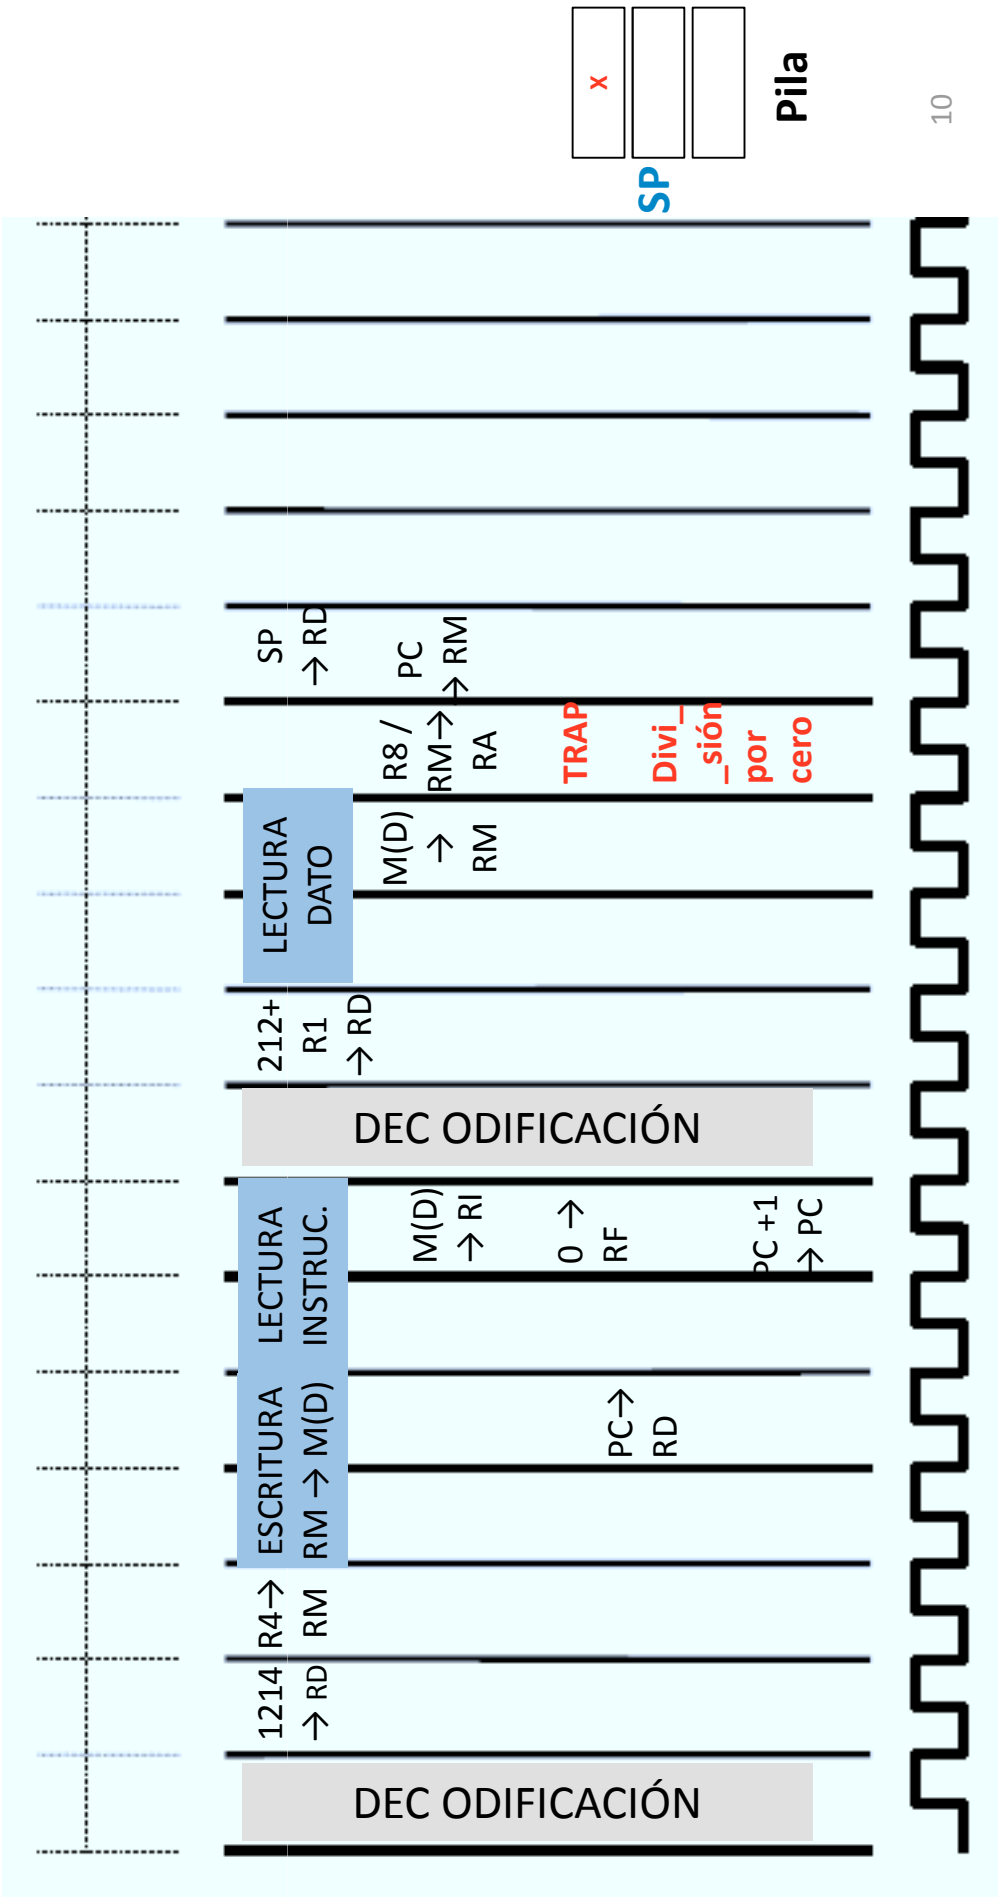 DEC ODIFICACIÓN
1214
→ RD
R4→
RM
ESCRITURA
RM → M(D)
PC→
RD
LECTURA
INSTRUC.
M(D)
→ RI
0 →
RF
PC +1
→ PC
DEC ODIFICACIÓN
212+
R1
→ RD
LECTURA
DATO
M(D)
→
RM
R8 /
RM→
RA
TRAP
Divi_
_sión
por
cero
SP
→ RD
PC
→ RM
SP
x
Pila
10